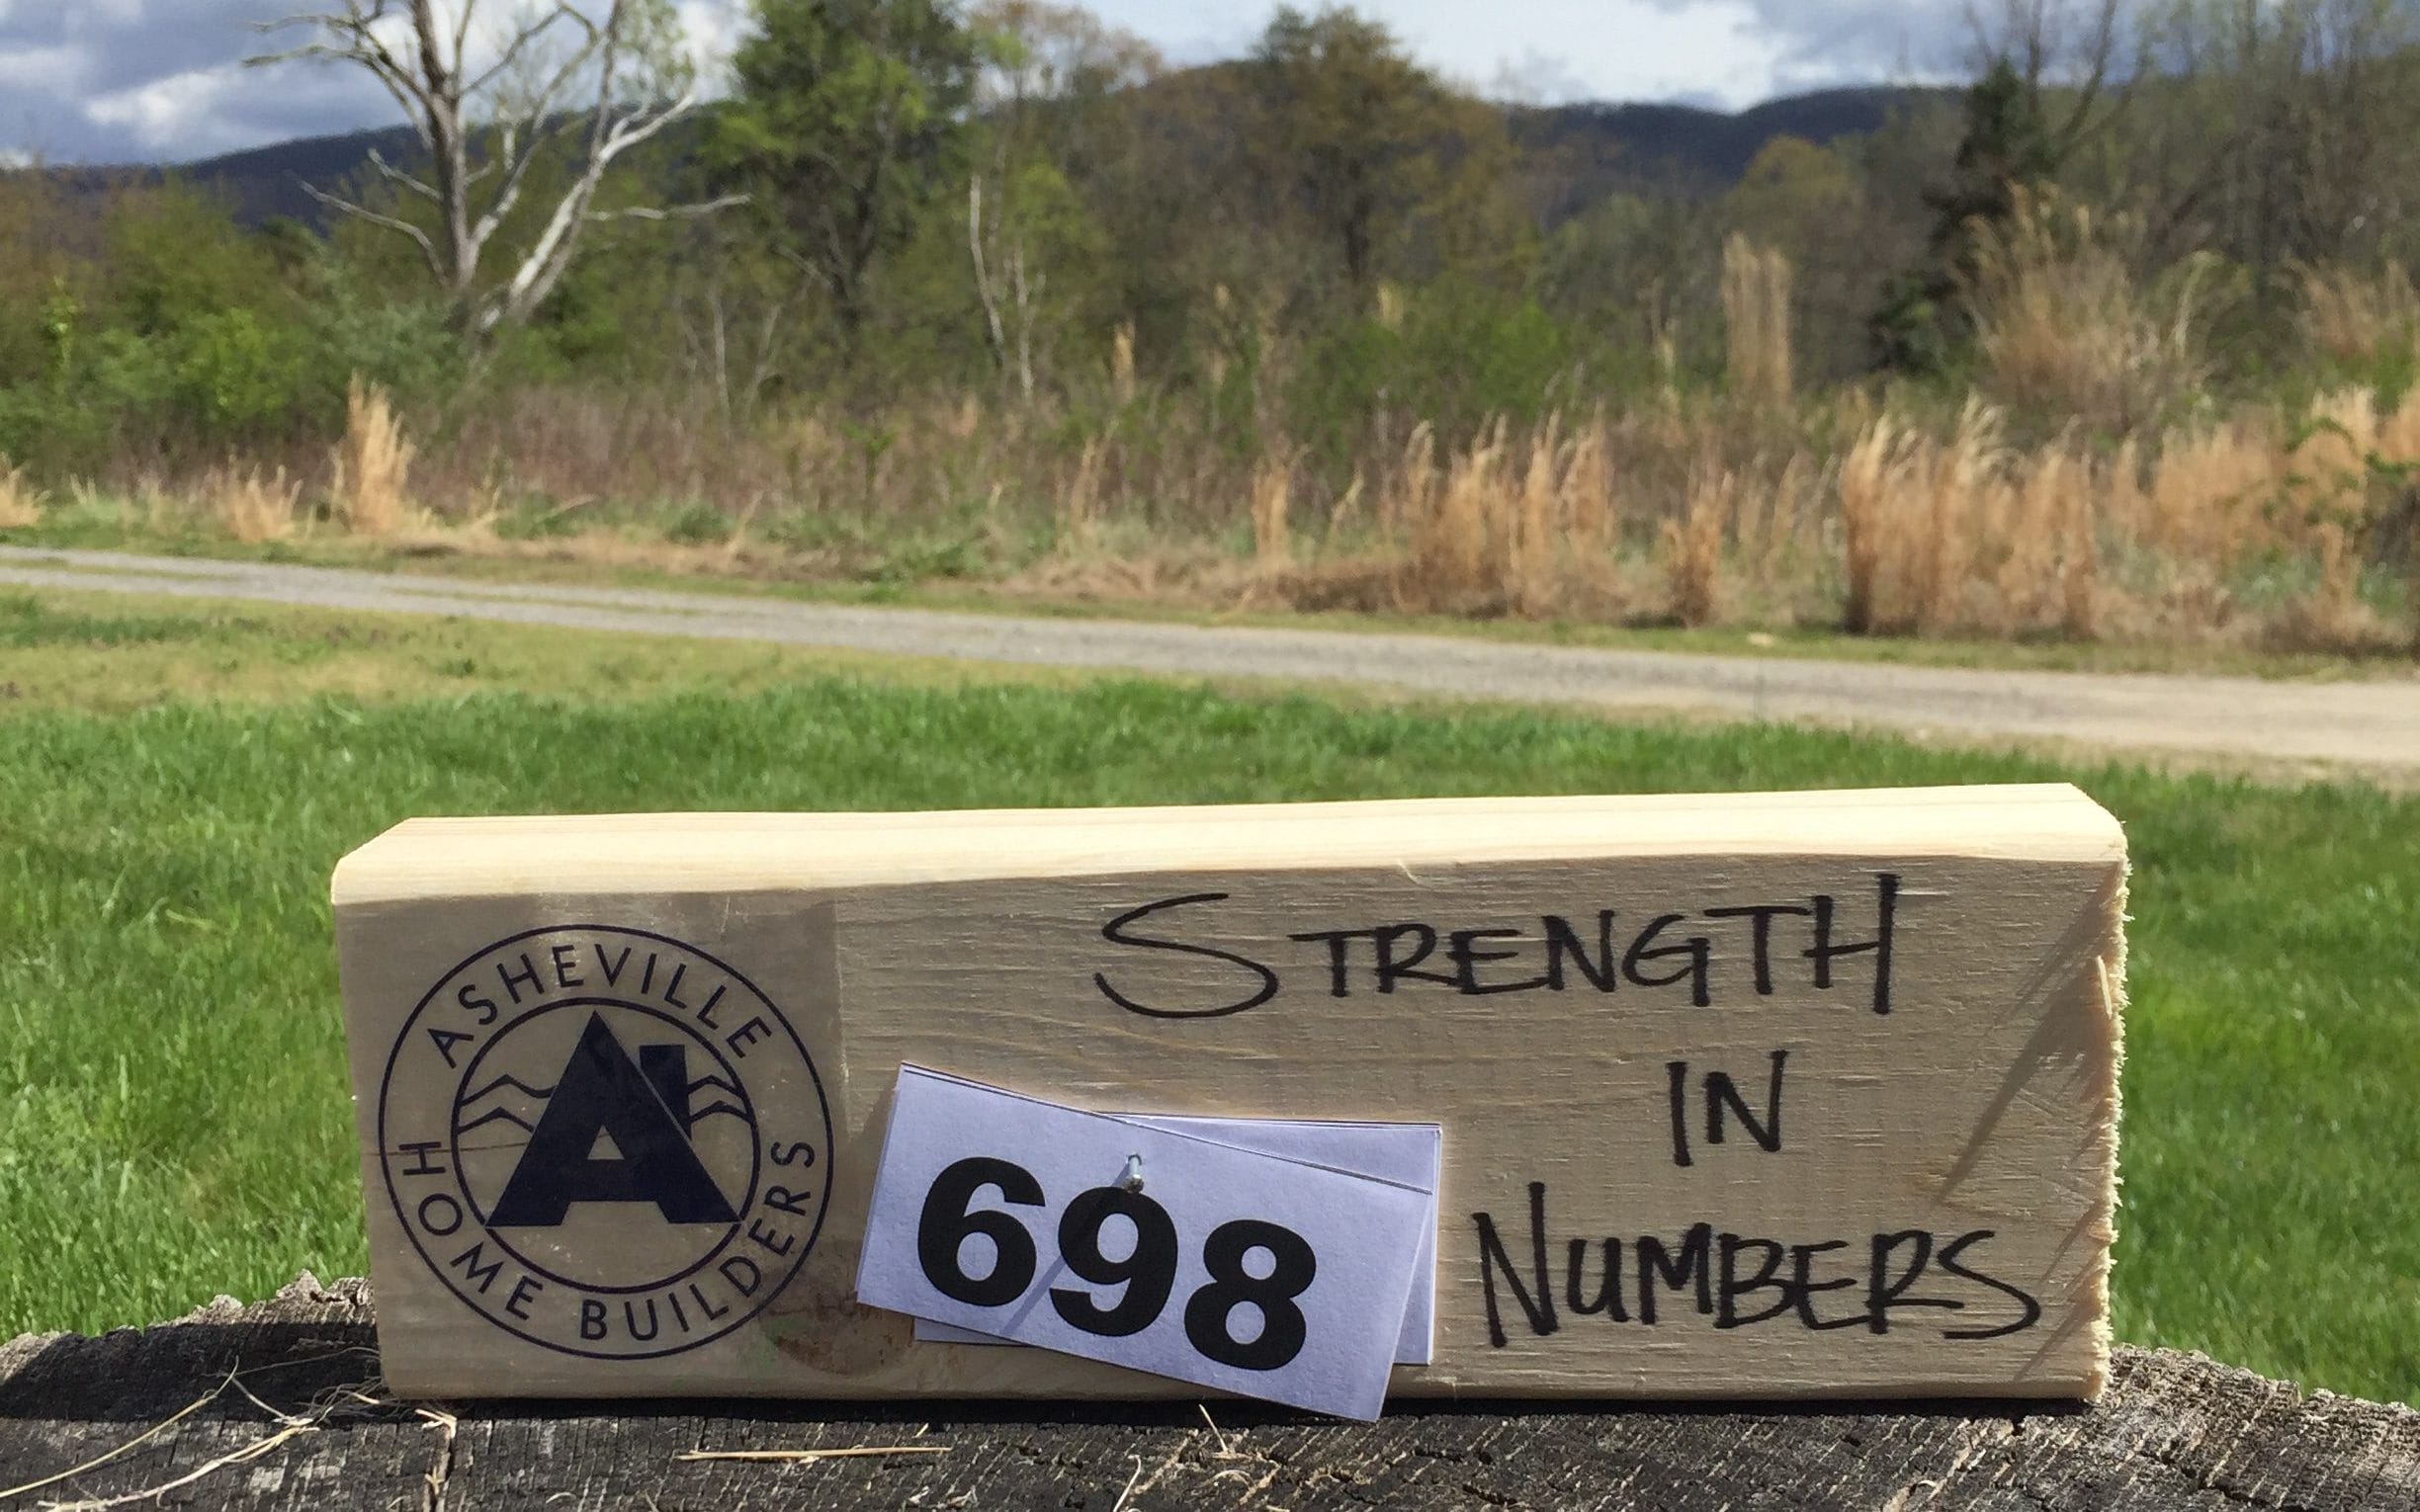 ASHEVILLE
HOME BUILDERS
STRENGTH
IN
NUMBERS
698